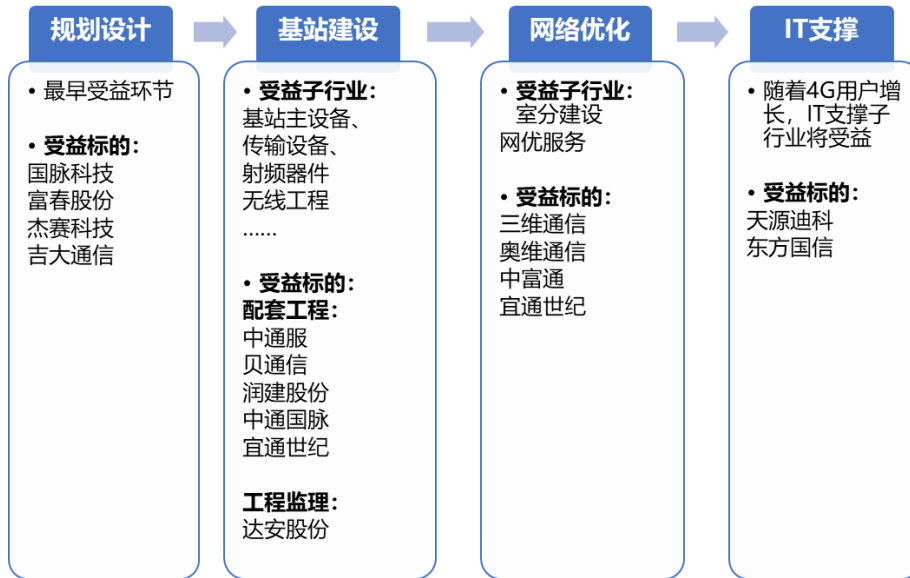 规划设计
• 最早受益环节
• 受益标的：
国脉科技
富春股份
杰赛科技
吉大通信
基站建设
• 受益子行业：
基站主设备、
传输设备、
射频器件
无线工程
……
• 受益标的：
配套工程：
中通服
贝通信
润建股份
中通国脉
宜通世纪
工程监理：
达安股份
网络优化
• 受益子行业：
室分建设
网优服务
• 受益标的：
三维通信
奥维通信
中富通
宜通世纪
IT支撑
• 随着4G用户增
长，IT支撑子
行业将受益
• 受益标的：
天源迪科
东方国信